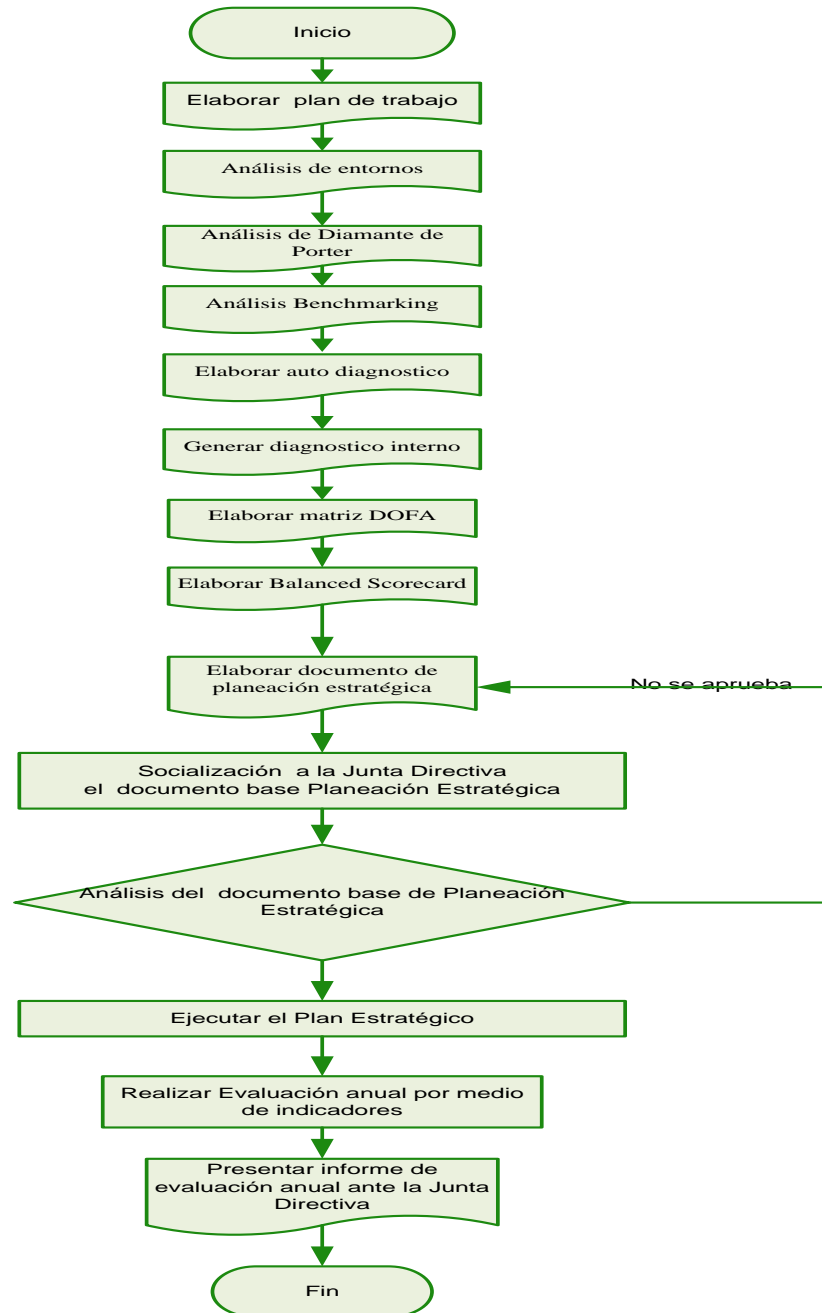 Inicio
Elaborar plan de trabajo
Análisis de entornos
Análisis de Diamante de
Porter
Análisis Benchmarking
Elaborar auto diagnostico
Generar diagnostico interno
Elaborar matriz DOFA
Elaborar Balanced Scorecard
Elaborar documento de
planeación estratégica
No se aprueba
Socialización a la Junta Directiva
el documento base Planeación Estratégica
Análisis del documento base de Planeación
Estratégica
Ejecutar el Plan Estratégico
Realizar Evaluación anual por medio
de indicadores
Presentar informe de
evaluación anual ante la Junta
Directiva
Fin